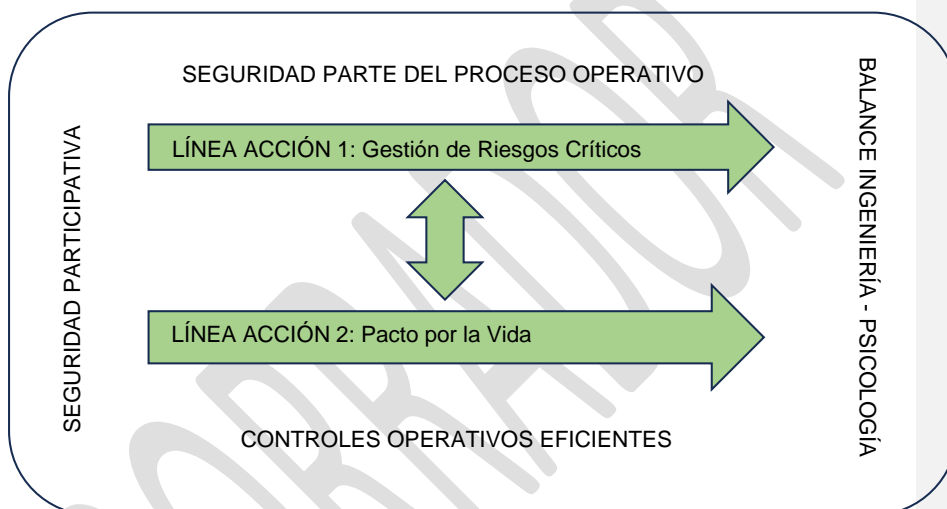 SEGURIDAD PARTE DEL PROCESO OPERATIVO
SEGURIDAD PARTICIPATIVA
LÍNEA ACCIÓN 1: Gestión de Riesgos Críticos
LÍNEA ACCIÓN 2: Pacto por la Vida
BALANCE INGENIERÍA - PSICOLOGÍA
CONTROLES OPERATIVOS EFICIENTES
BORRADOR